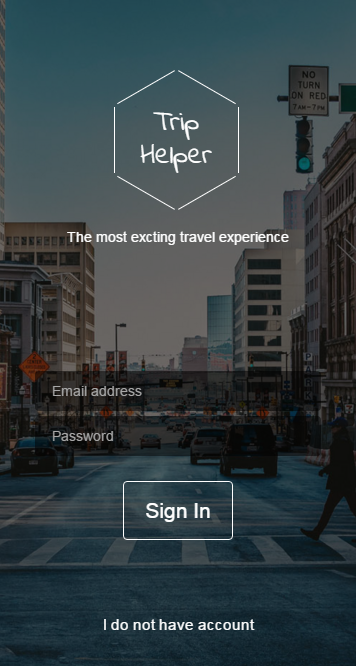 NO
TURN
ON RED
7AM-7PM
Trip
Helper
The most excting travel experience
Email address
Password
Sign In
I do not have account